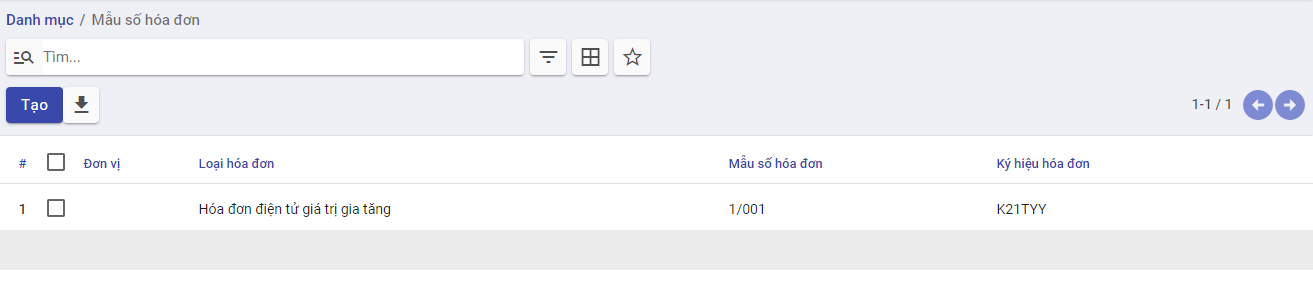 Danh mục / Mẫu số hóa đơn
Tìm...
Tạo
1-1 / 1
# Đơn vị Loại hóa đơn Mẫu số hóa đơn Ký hiệu hóa đơn
1 Hóa đơn điện tử giá trị gia tăng 1/001 K21TYY